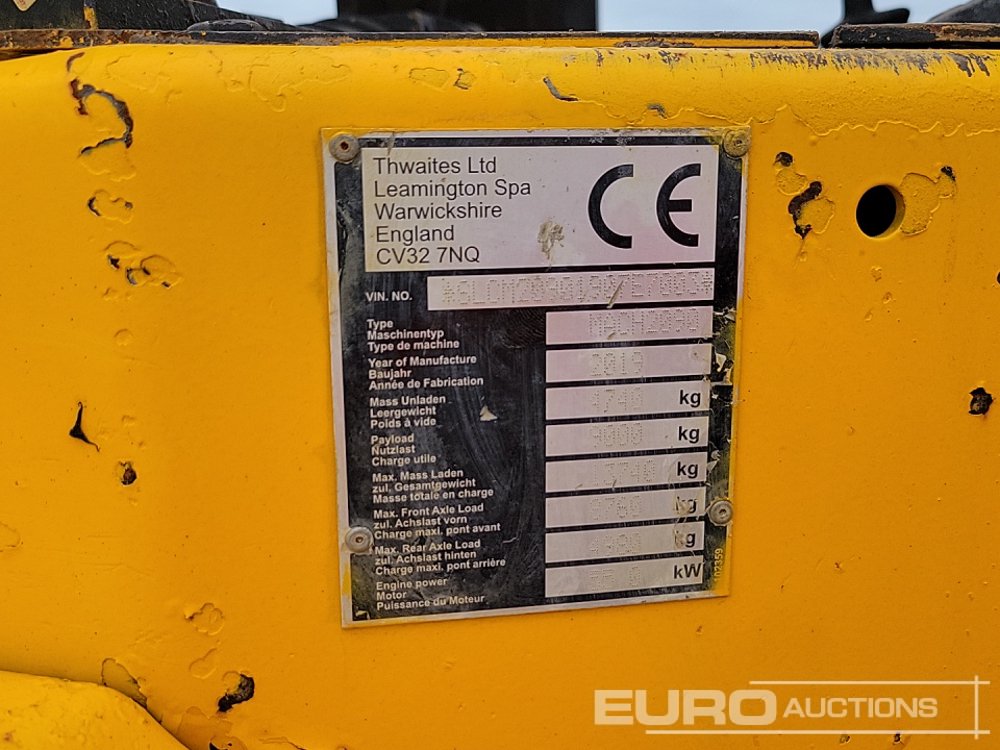 Thwaites Ltd
Leamington Spa
Warwickshire
England
CV32 7NQ
CE
VIN. NO.
Type
Maschinentyp
Type de machine
Year of Manufacture 2019
Baujahr
Année de Fabrication
Mass Unladen 4740 kg
Leergewicht
Poids à vide
Payload 9000 kg
Nutzlast
Charge utile
Max. Mass Laden kg
zul. Gesamtgewicht
Masse totale en charge
Max. Front Axle Load kg
zul. Achslast vorn
Charge maxi. pont avant
Max. Rear Axle Load kg
zul. Achslast hinten
Charge maxi. pont arrière
Engine power kW
Motor
Puissance du Moteur
102359
EURO AUCTIONS